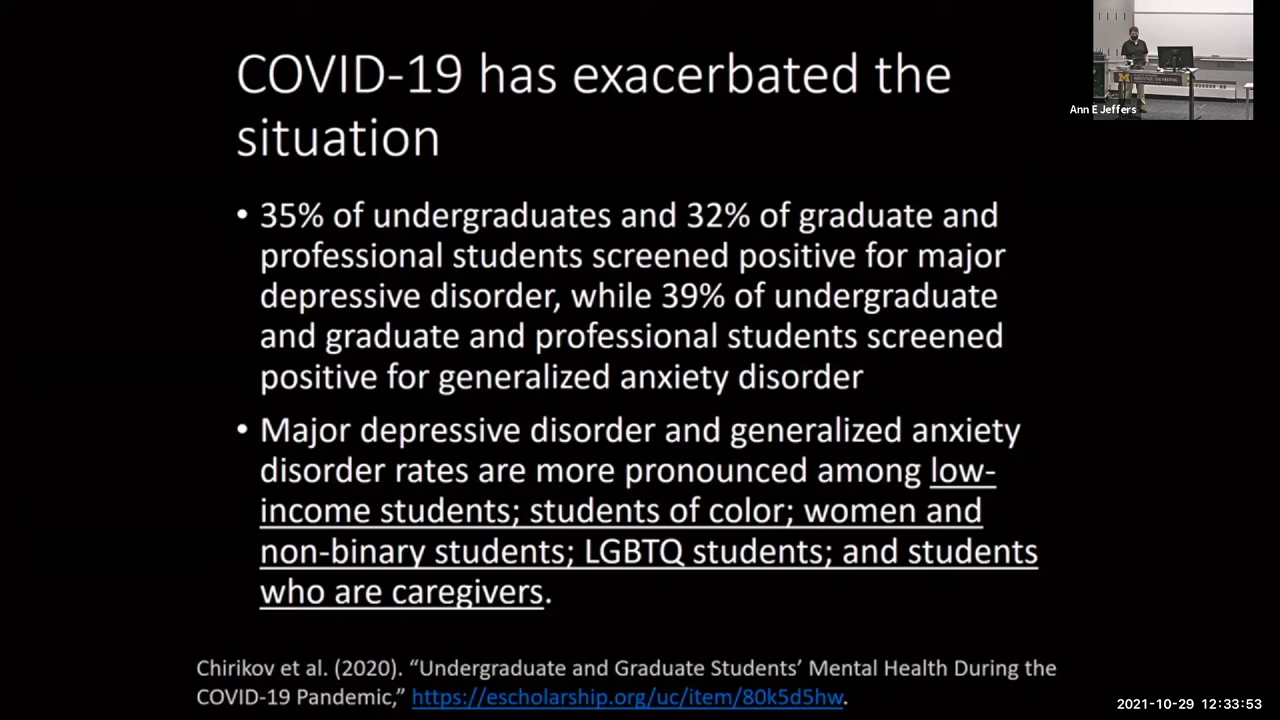 COVID-19 has exacerbated the
situation
• 35% of undergraduates and 32% of graduate and
professional students screened positive for major
depressive disorder, while 39% of undergraduate
and graduate and professional students screened
positive for generalized anxiety disorder
• Major depressive disorder and generalized anxiety
disorder rates are more pronounced among low-
income students; students of color; women and
non-binary students; LGBTQ students; and students
who are caregivers.
Chirikov et al. (2020). “Undergraduate and Graduate Students’ Mental Health During the
COVID-19 Pandemic,” https://escholarship.org/uc/item/80k5d5hw.
M
Ann E Jeffers
2021-10-29 12:33:53